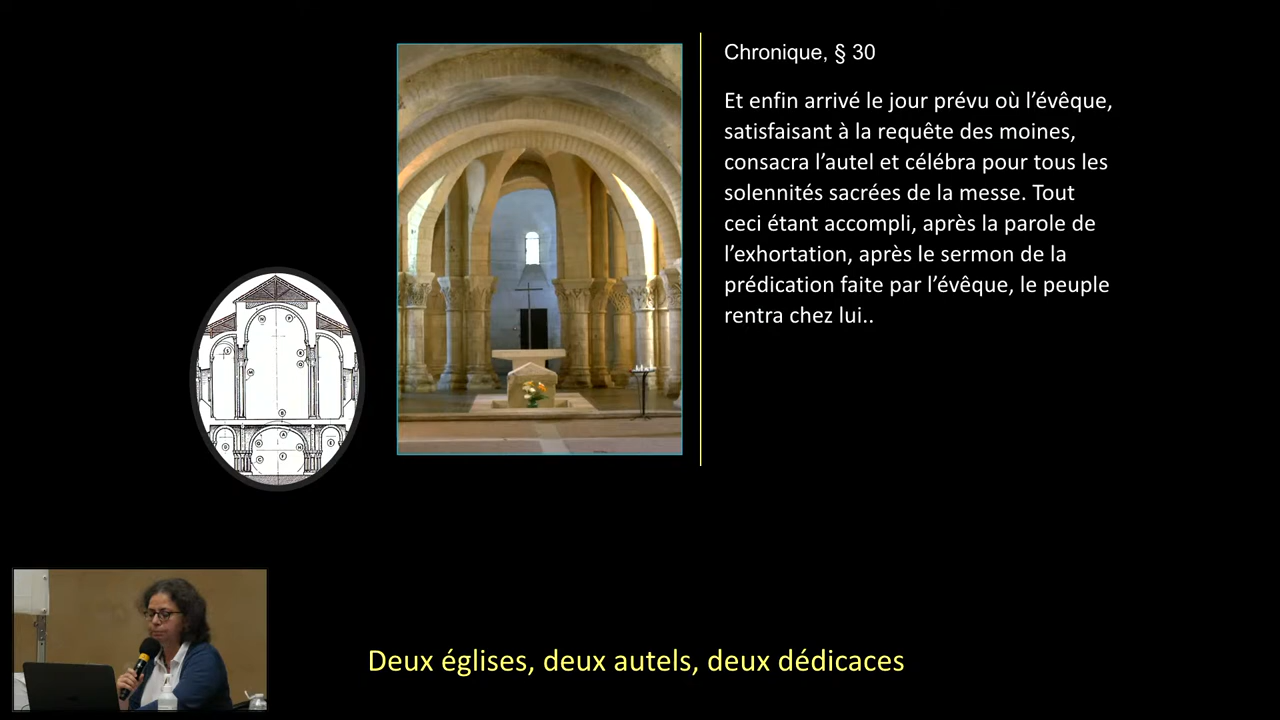 Chronique, § 30
Et enfin arrivé le jour prévu où l’évêque,
satisfaisant à la requête des moines,
consacra l’autel et célébra pour tous les
solennités sacrées de la messe. Tout
ceci étant accompli, après la parole de
l’exhortation, après le sermon de la
prédication faite par l’évêque, le peuple
rentra chez lui..
Deux églises, deux autels, deux dédicaces